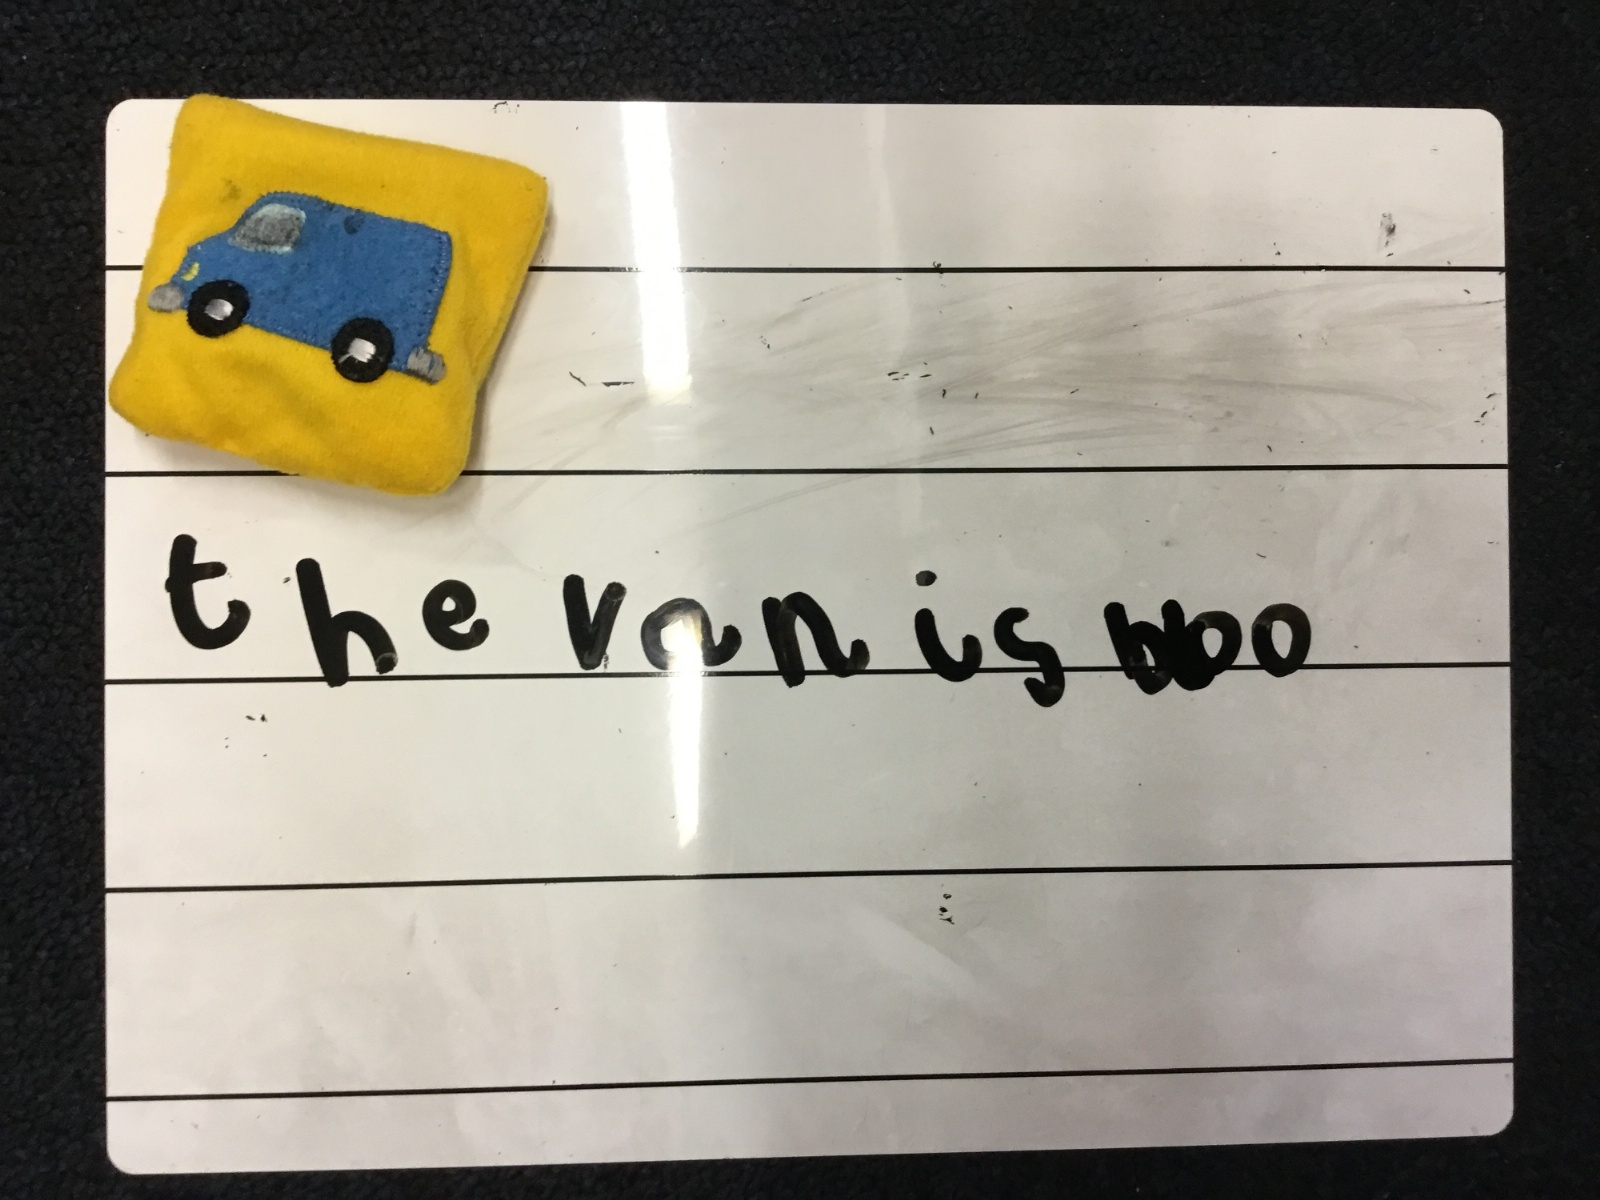 the van is bloo